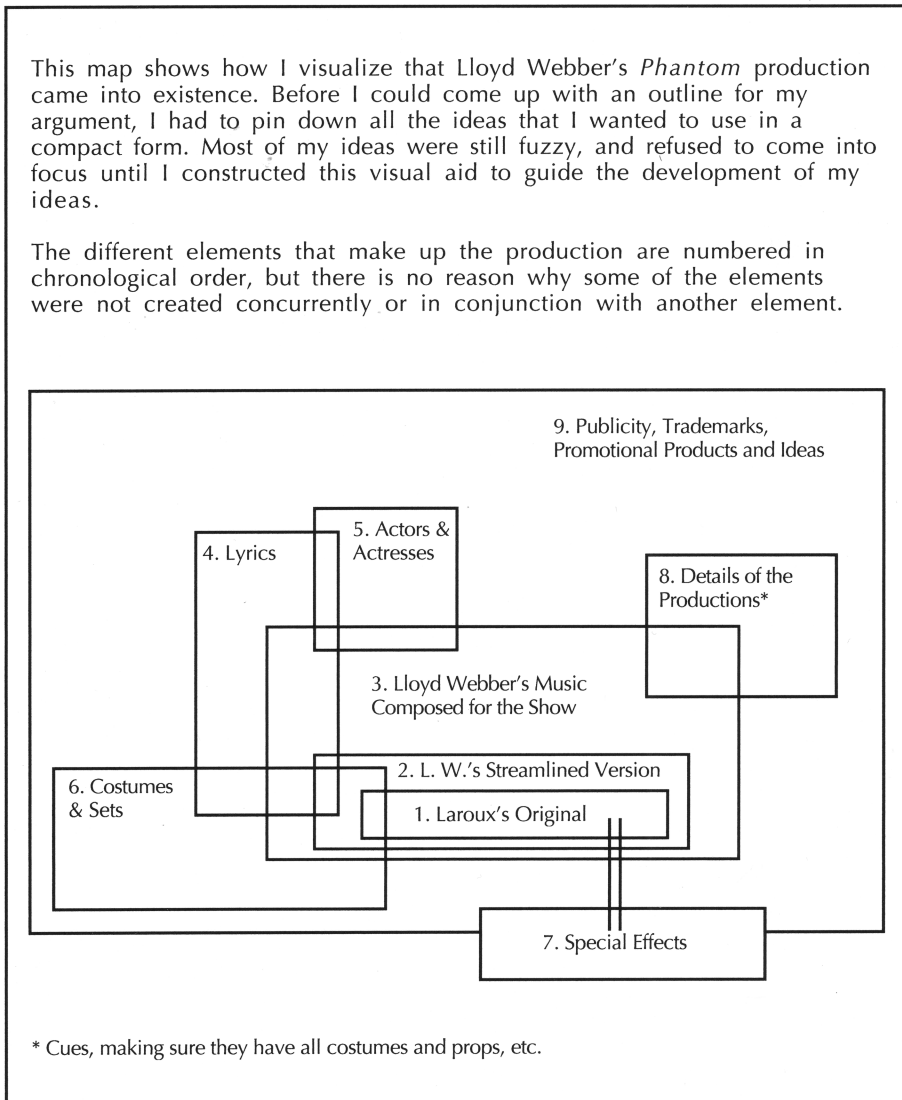 This map shows how I visualize that Lloyd Webber's Phantom production
came into existence. Before I could come up with an outline for my
argument, I had to pin down all the ideas that I wanted to use in a
compact form. Most of my ideas were still fuzzy, and refused to come into
focus until I constructed this visual aid to guide the development of my
ideas.
The different elements that make up the production are numbered in
chronological order, but there is no reason why some of the elements
were not created concurrently or in conjunction with another element.
9. Publicity, Trademarks,
Promotional Products and Ideas
5. Actors &
Actresses
4. Lyrics
8. Details of the
Productions*
3. Lloyd Webber's Music
Composed for the Show
2. L. W.'s Streamlined Version
6. Costumes
& Sets
1. Laroux's Original
7. Special Effects
* Cues, making sure they have all costumes and props, etc.